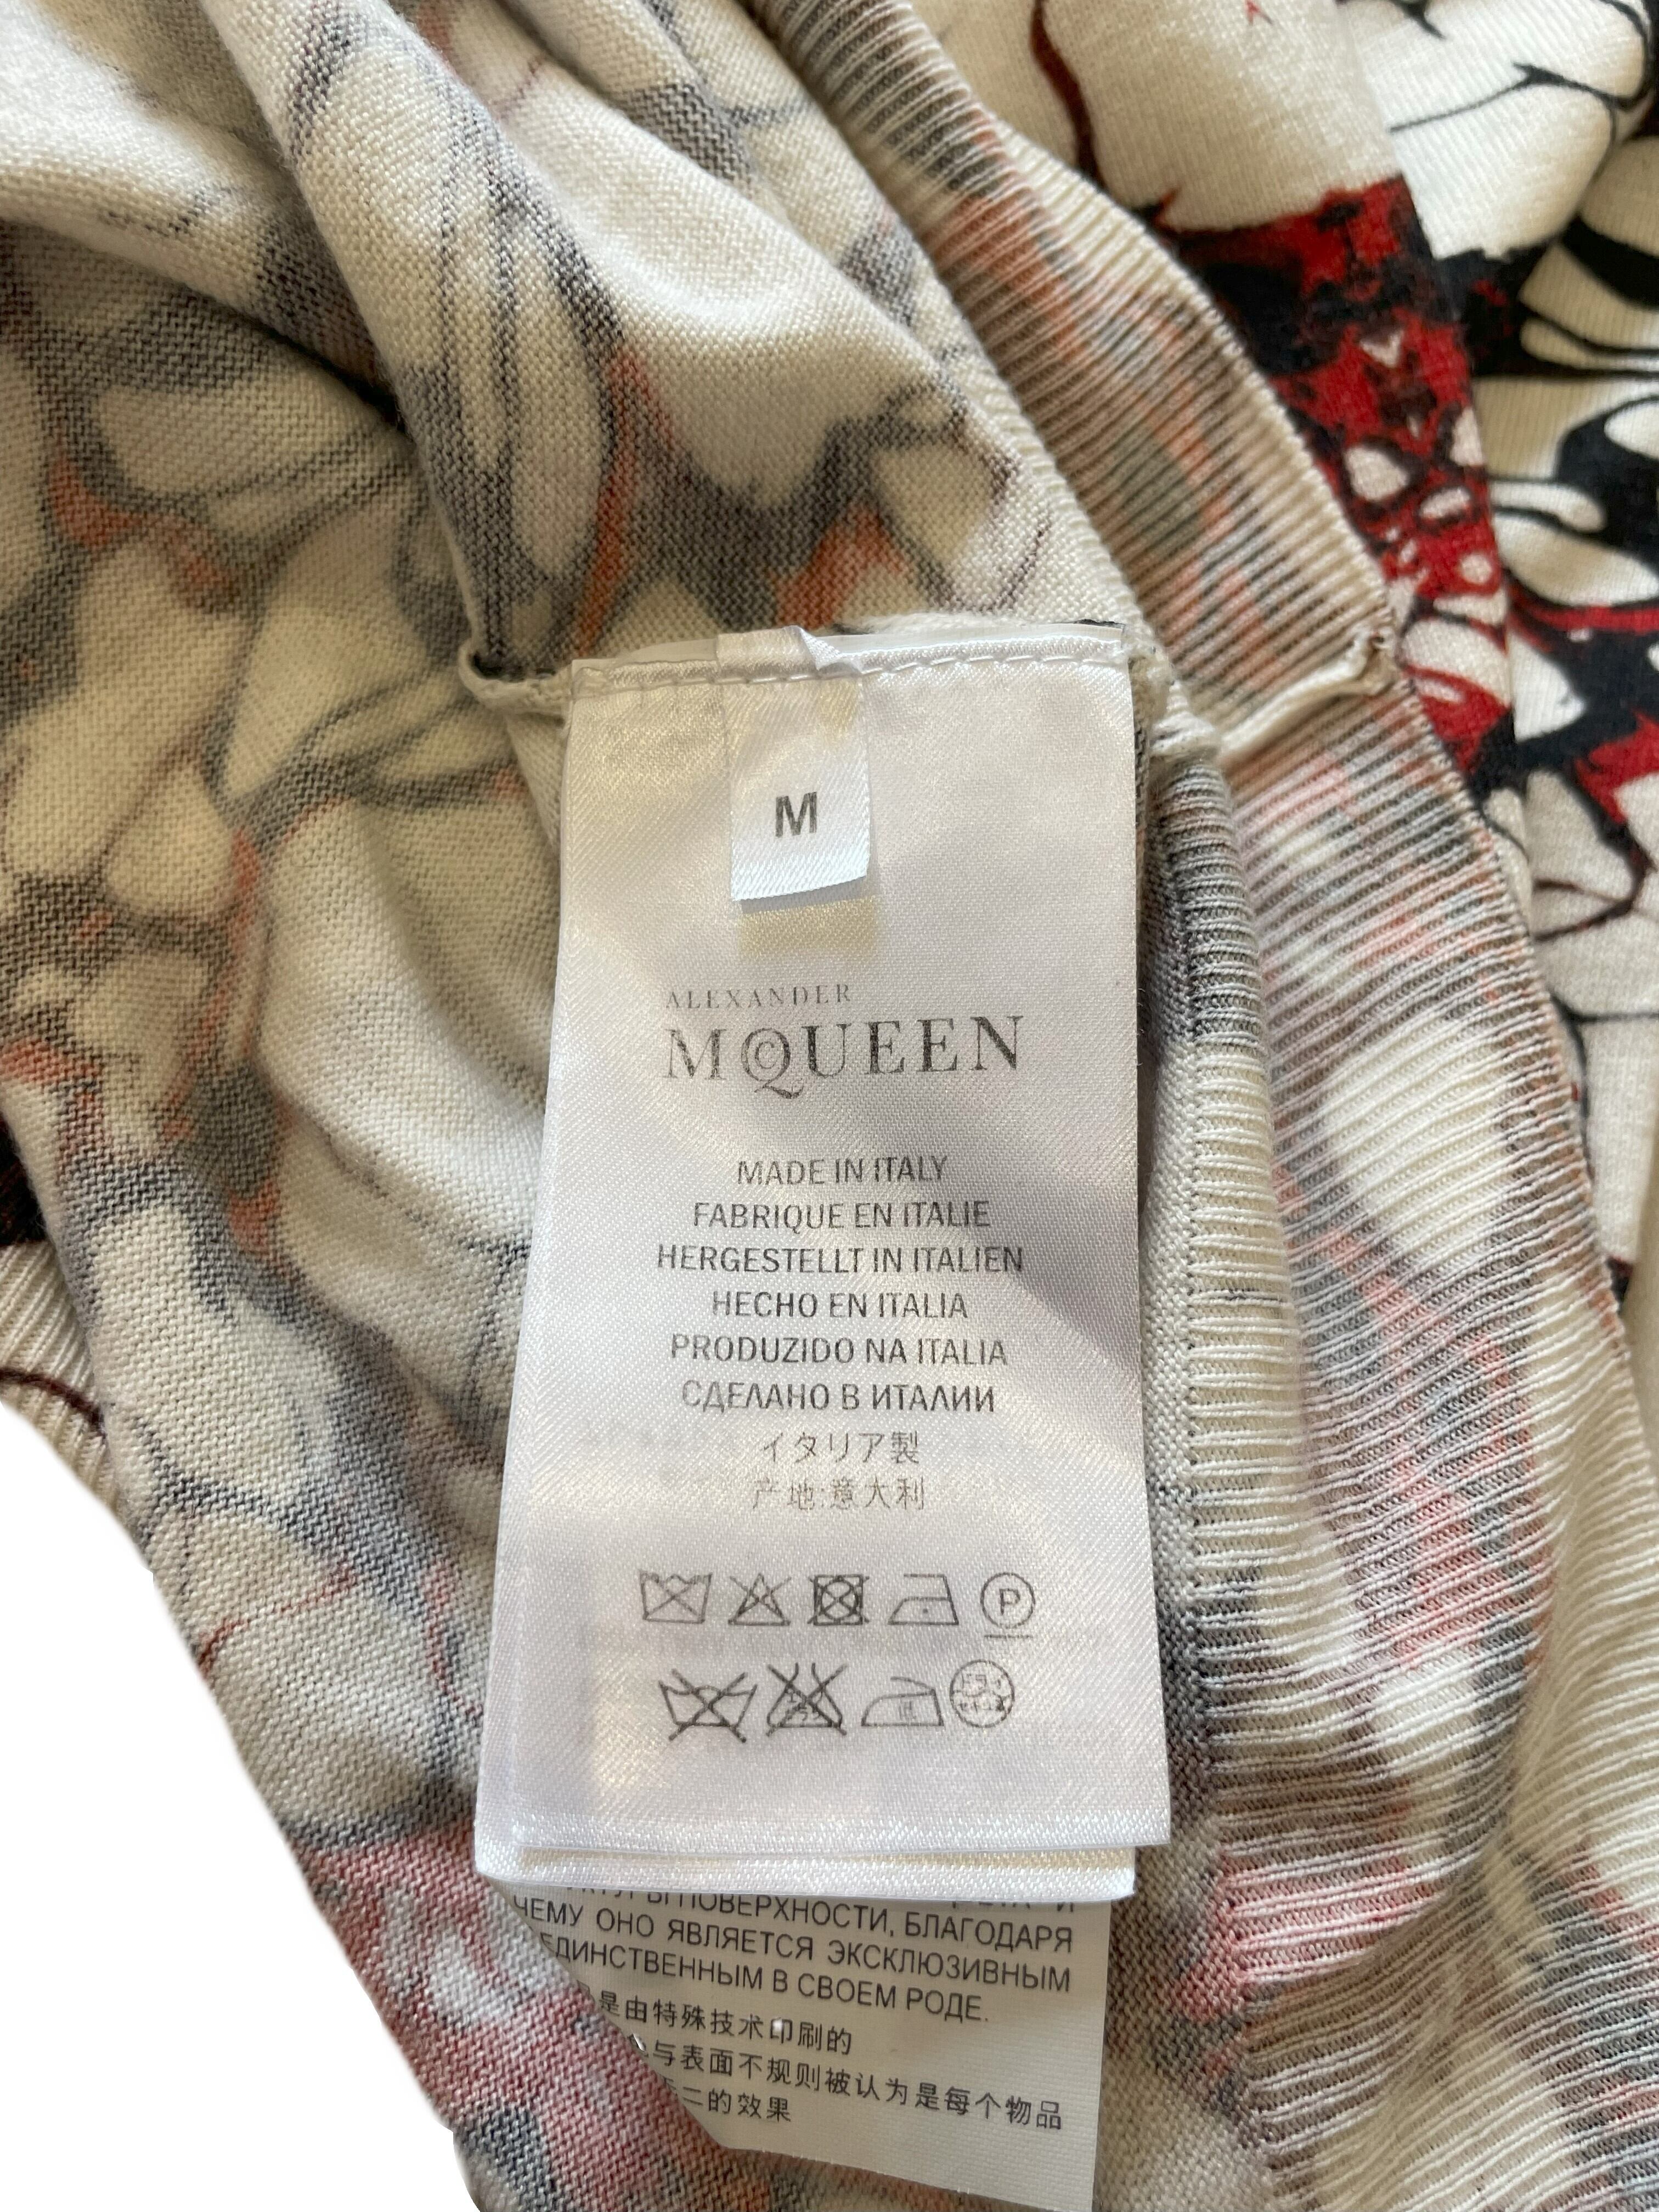 M
ALEXANDER
MCQUEEN
MADE IN ITALY
FABRIQUE EN ITALIE
HERGESTELLT IN ITALIEN
HECHO EN ITALIA
PRODUZIDO NA ITALIA
СДЕЛАНО В ИТАЛИИ
イタリア製
产地:意大利
P
ПОВЕРХНОСТИ, БЛАГОДАРЯ
ЧЕМУ ОНО ЯВЛЯЕТСЯ ЭКСКЛЮЗИВНЫМ
ЕДИНСТВЕННЫМ В СВОЕМ РОДЕ.
是由特殊技术印刷的
与表面不规则被认为是每个物品
二的效果